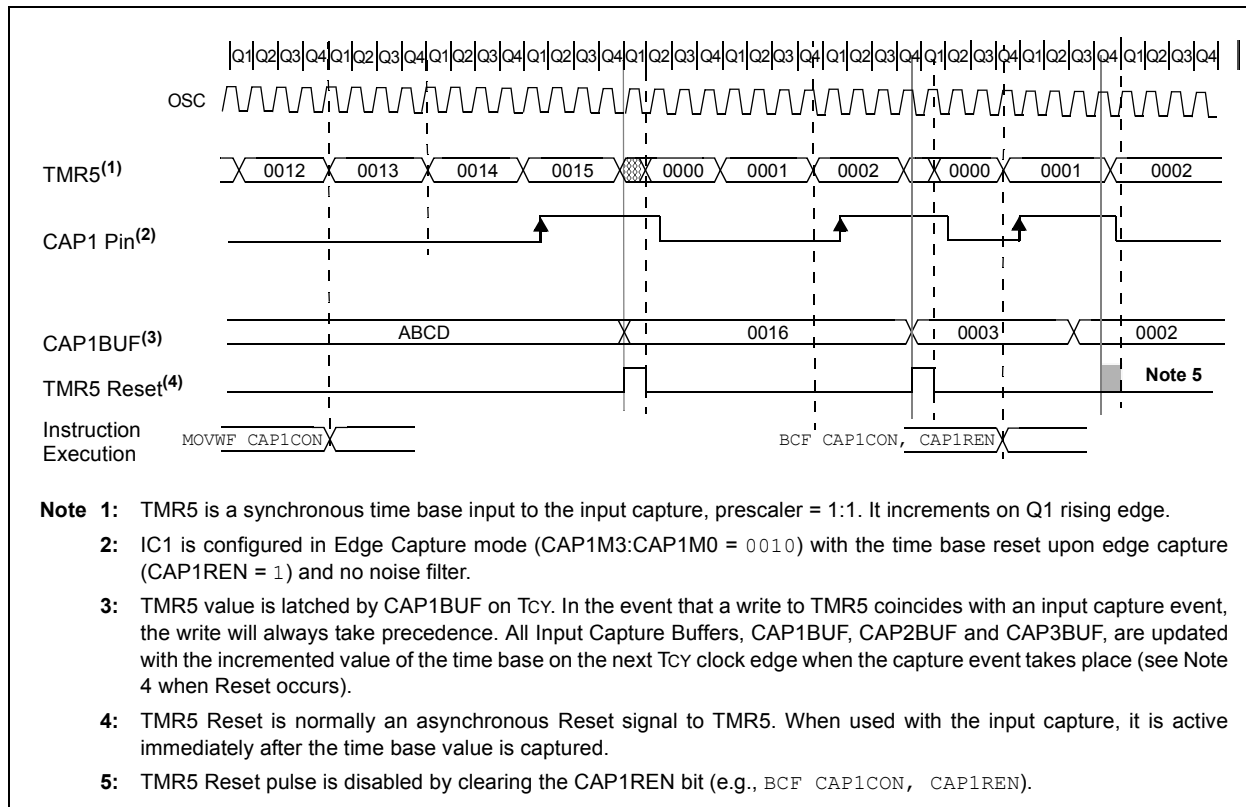 Q1 Q2 Q3 Q4 Q1 Q2 Q3 Q4 Q1 Q2 Q3 Q4 Q1 Q2 Q3 Q4 Q1 Q2 Q3 Q4 Q1 Q2 Q3 Q4 Q1 Q2 Q3 Q4 Q1 Q2 Q3 Q4 Q1 Q2 Q3 Q4 Q1 Q2 Q3 Q4
OSC
TMR5(1) 0012 0013 0014 0015 0000 0001 0002 0000 0001 0002
CAP1 Pin(2)
CAP1BUF(3) ABCD 0016 0003 0002
TMR5 Reset(4) Note 5
Instruction
Execution
MOVWF CAP1CON BCF CAP1CON, CAP1REN
Note 1: TMR5 is a synchronous time base input to the input capture, prescaler = 1:1. It increments on Q1 rising edge.
2: IC1 is configured in Edge Capture mode (CAP1M3:CAP1M0 = 0010) with the time base reset upon edge capture
(CAP1REN = 1) and no noise filter.
3: TMR5 value is latched by CAP1BUF on TCY. In the event that a write to TMR5 coincides with an input capture event,
the write will always take precedence. All Input Capture Buffers, CAP1BUF, CAP2BUF and CAP3BUF, are updated
with the incremented value of the time base on the next TCY clock edge when the capture event takes place (see Note
4 when Reset occurs).
4: TMR5 Reset is normally an asynchronous Reset signal to TMR5. When used with the input capture, it is active
immediately after the time base value is captured.
5: TMR5 Reset pulse is disabled by clearing the CAP1REN bit (e.g., BCF CAP1CON, CAP1REN).